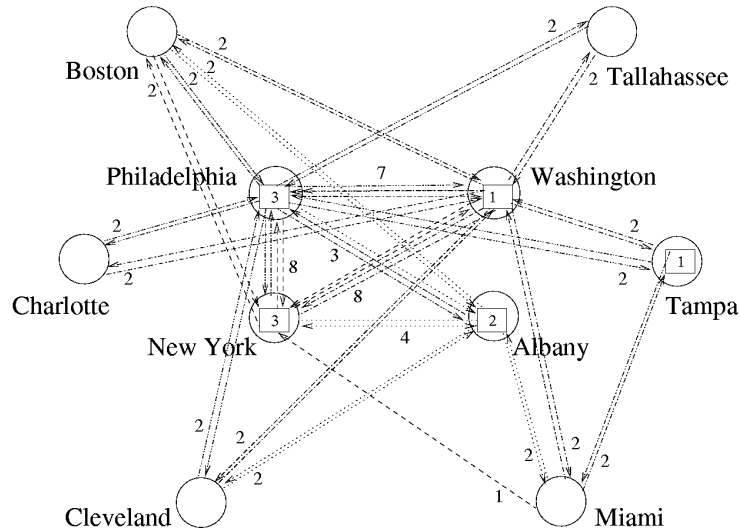 2 2
Boston 2 2 2 2 Tallahassee
Philadelphia 7 Washington
3 1
2 2
8 3 1
Charlotte 2 2 Tampa
8
3 2
New York 4 Albany
2 2 2 2 2
2 1
Cleveland Miami